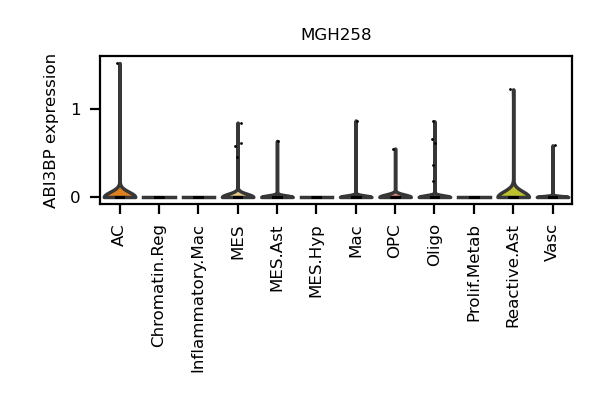 MGH258
ABI3BP expression
1
0
AC
Chromatin.Reg
Inflammatory.Mac
MES
MES.Ast
MES.Hyp
Mac
OPC
Oligo
Prolif.Metab
Reactive.Ast
Vasc